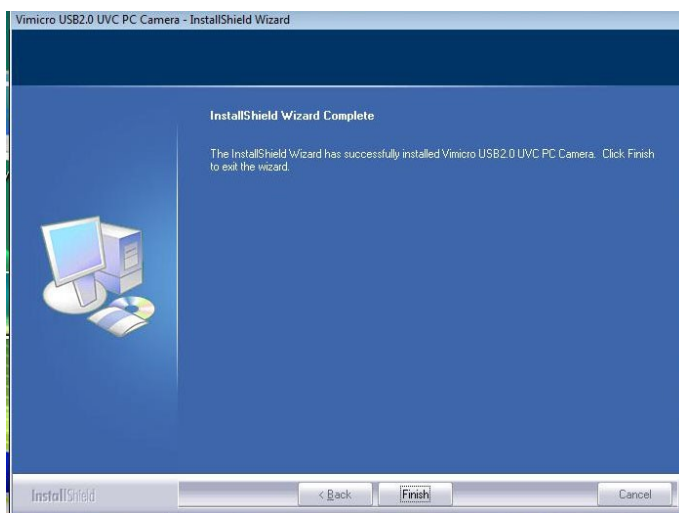 Vimicro USB2.0 UVC PC Camera - InstallShield Wizard
InstallShield Wizard Complete
The InstallShield Wizard has successfully installed Vimicro USB2.0 UVC PC Camera. Click Finish
to exit the wizard.
InstallShield
< Back
Finish
Cancel